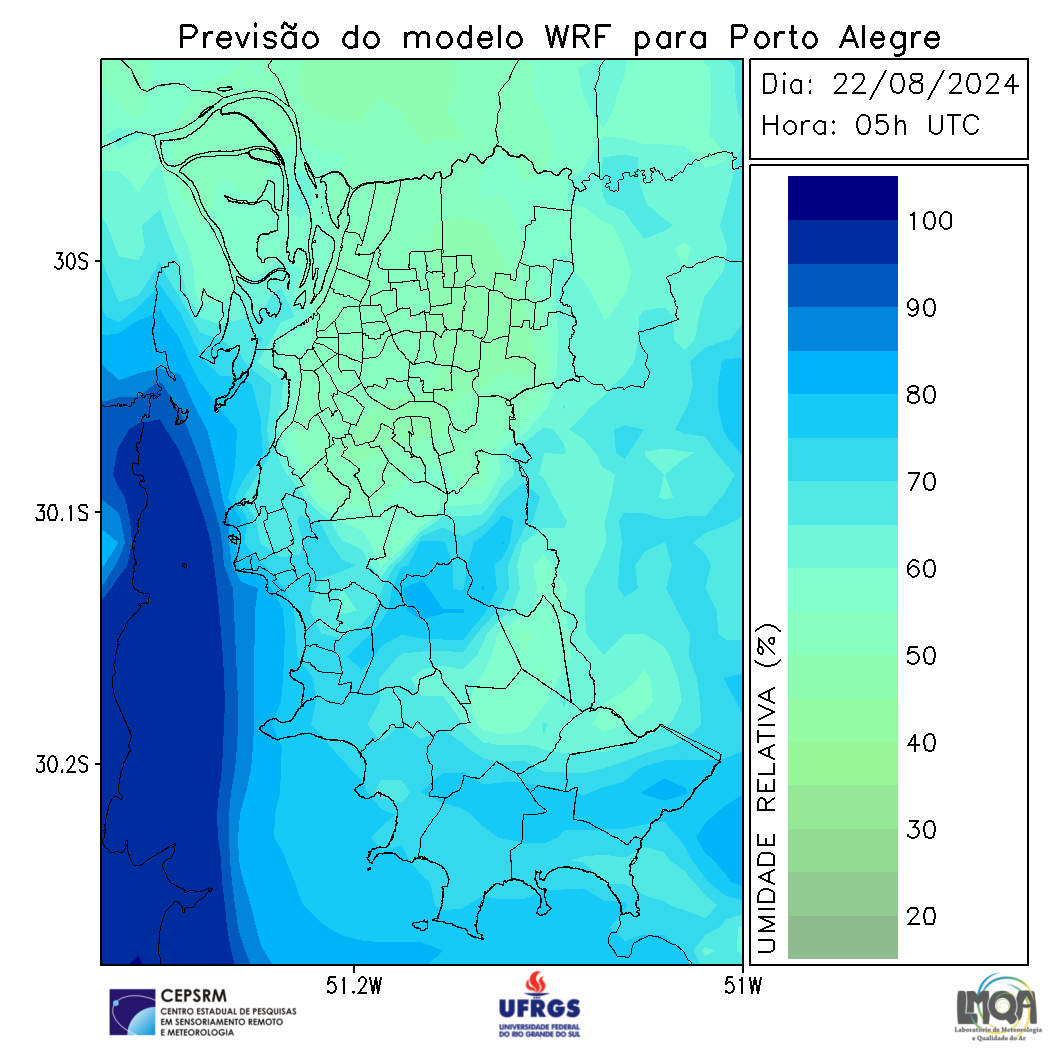 Previsão do modelo WRF para Porto Alegre
Dia: 22/08/2024
Hora: 05h UTC
30S
30.1S
30.2S
51.2W
51W
100
90
80
70
60
50
40
30
20
UMIDADE RELATIVA (%)
CEPSRM
CENTRO ESTADUAL DE PESQUISAS
EM SENSORIAMENTO REMOTO
E METEOROLOGIA
UFRGS
UNIVERSIDADE FEDERAL
DO RIO GRANDE DO SUL
LMQA
Laboratório de Meteorologia
e Qualidade do Ar